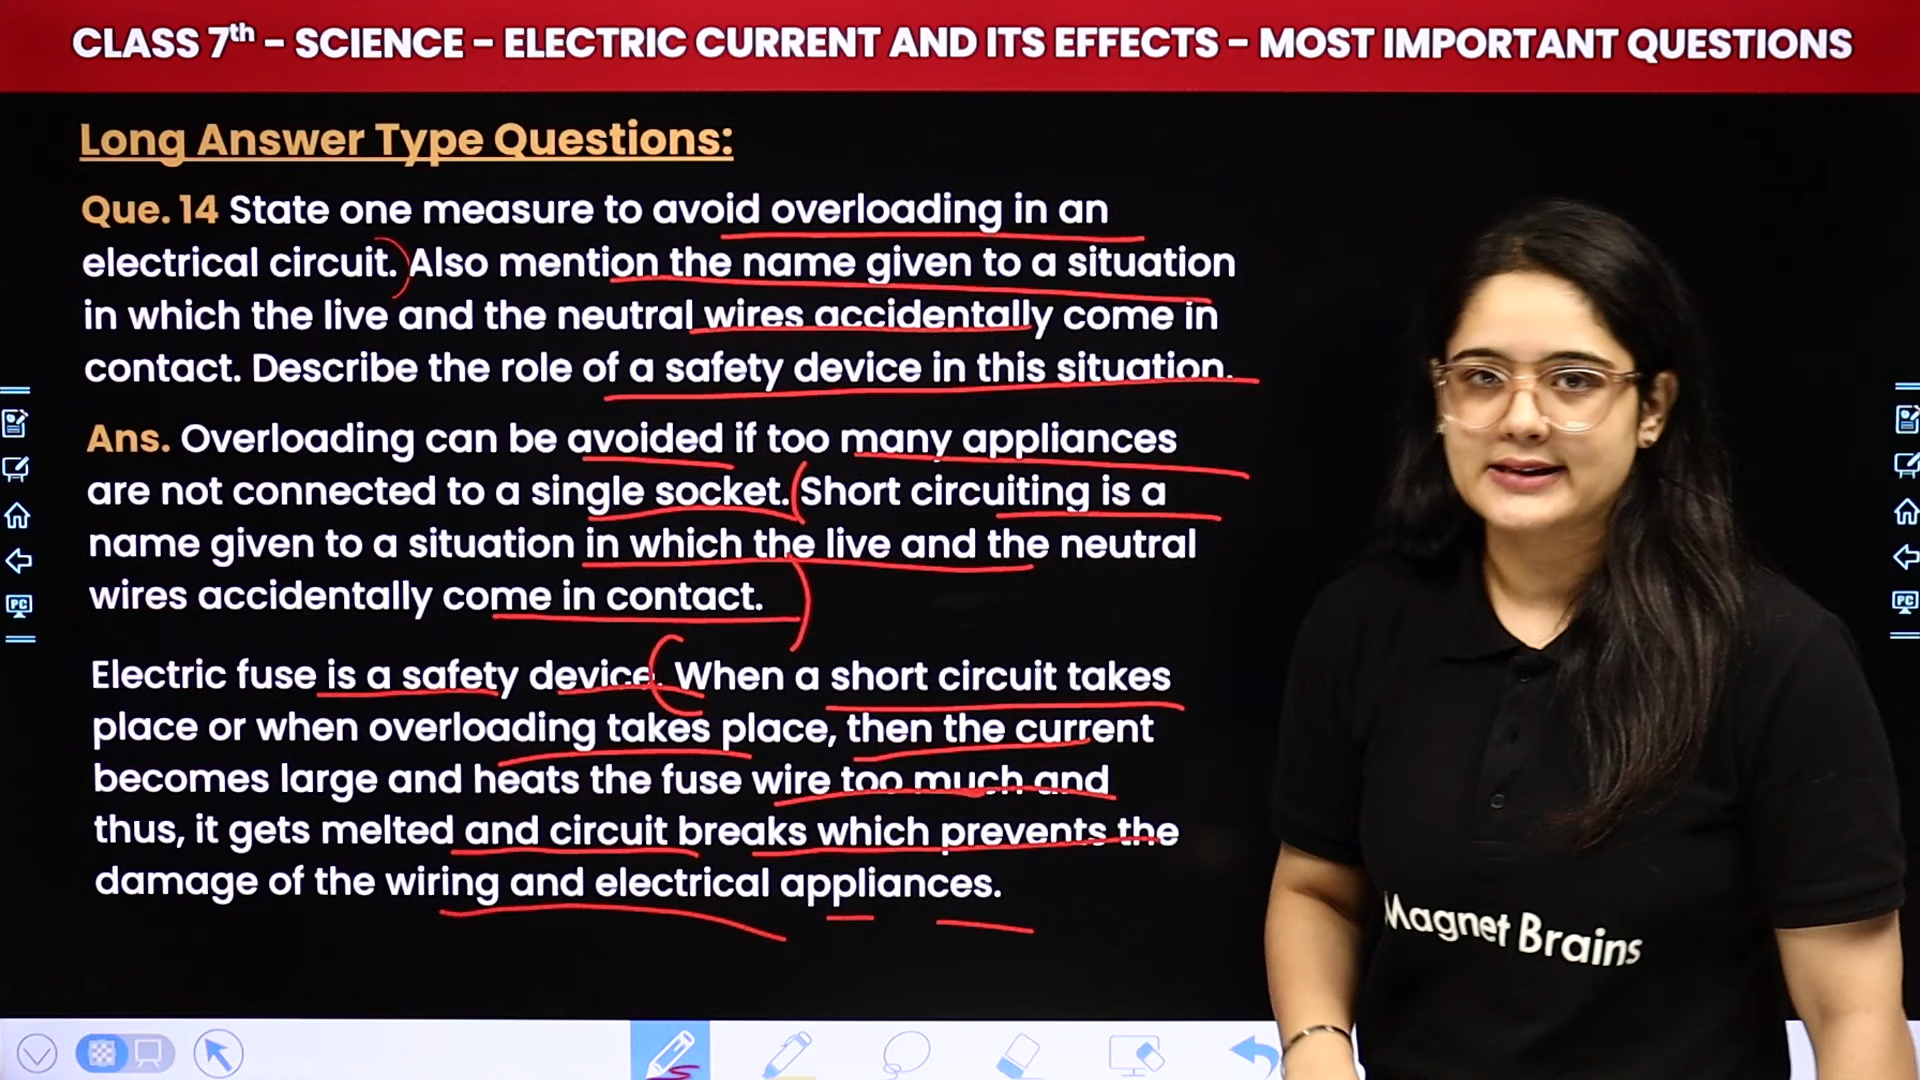 CLASS 7th - SCIENCE - ELECTRIC CURRENT AND ITS EFFECTS - MOST IMPORTANT QUESTIONS
Long Answer Type Questions:
Que. 14 State one measure to avoid overloading in an
electrical circuit. Also mention the name given to a situation
in which the live and the neutral wires accidentally come in
contact. Describe the role of a safety device in this situation.
Ans. Overloading can be avoided if too many appliances
are not connected to a single socket. Short circuiting is a
name given to a situation in which the live and the neutral
wires accidentally come in contact.
Electric fuse is a safety device. When a short circuit takes
place or when overloading takes place, then the current
becomes large and heats the fuse wire too much and
thus, it gets melted and circuit breaks which prevents the
damage of the wiring and electrical appliances.
Magnet Brains
PC
PC